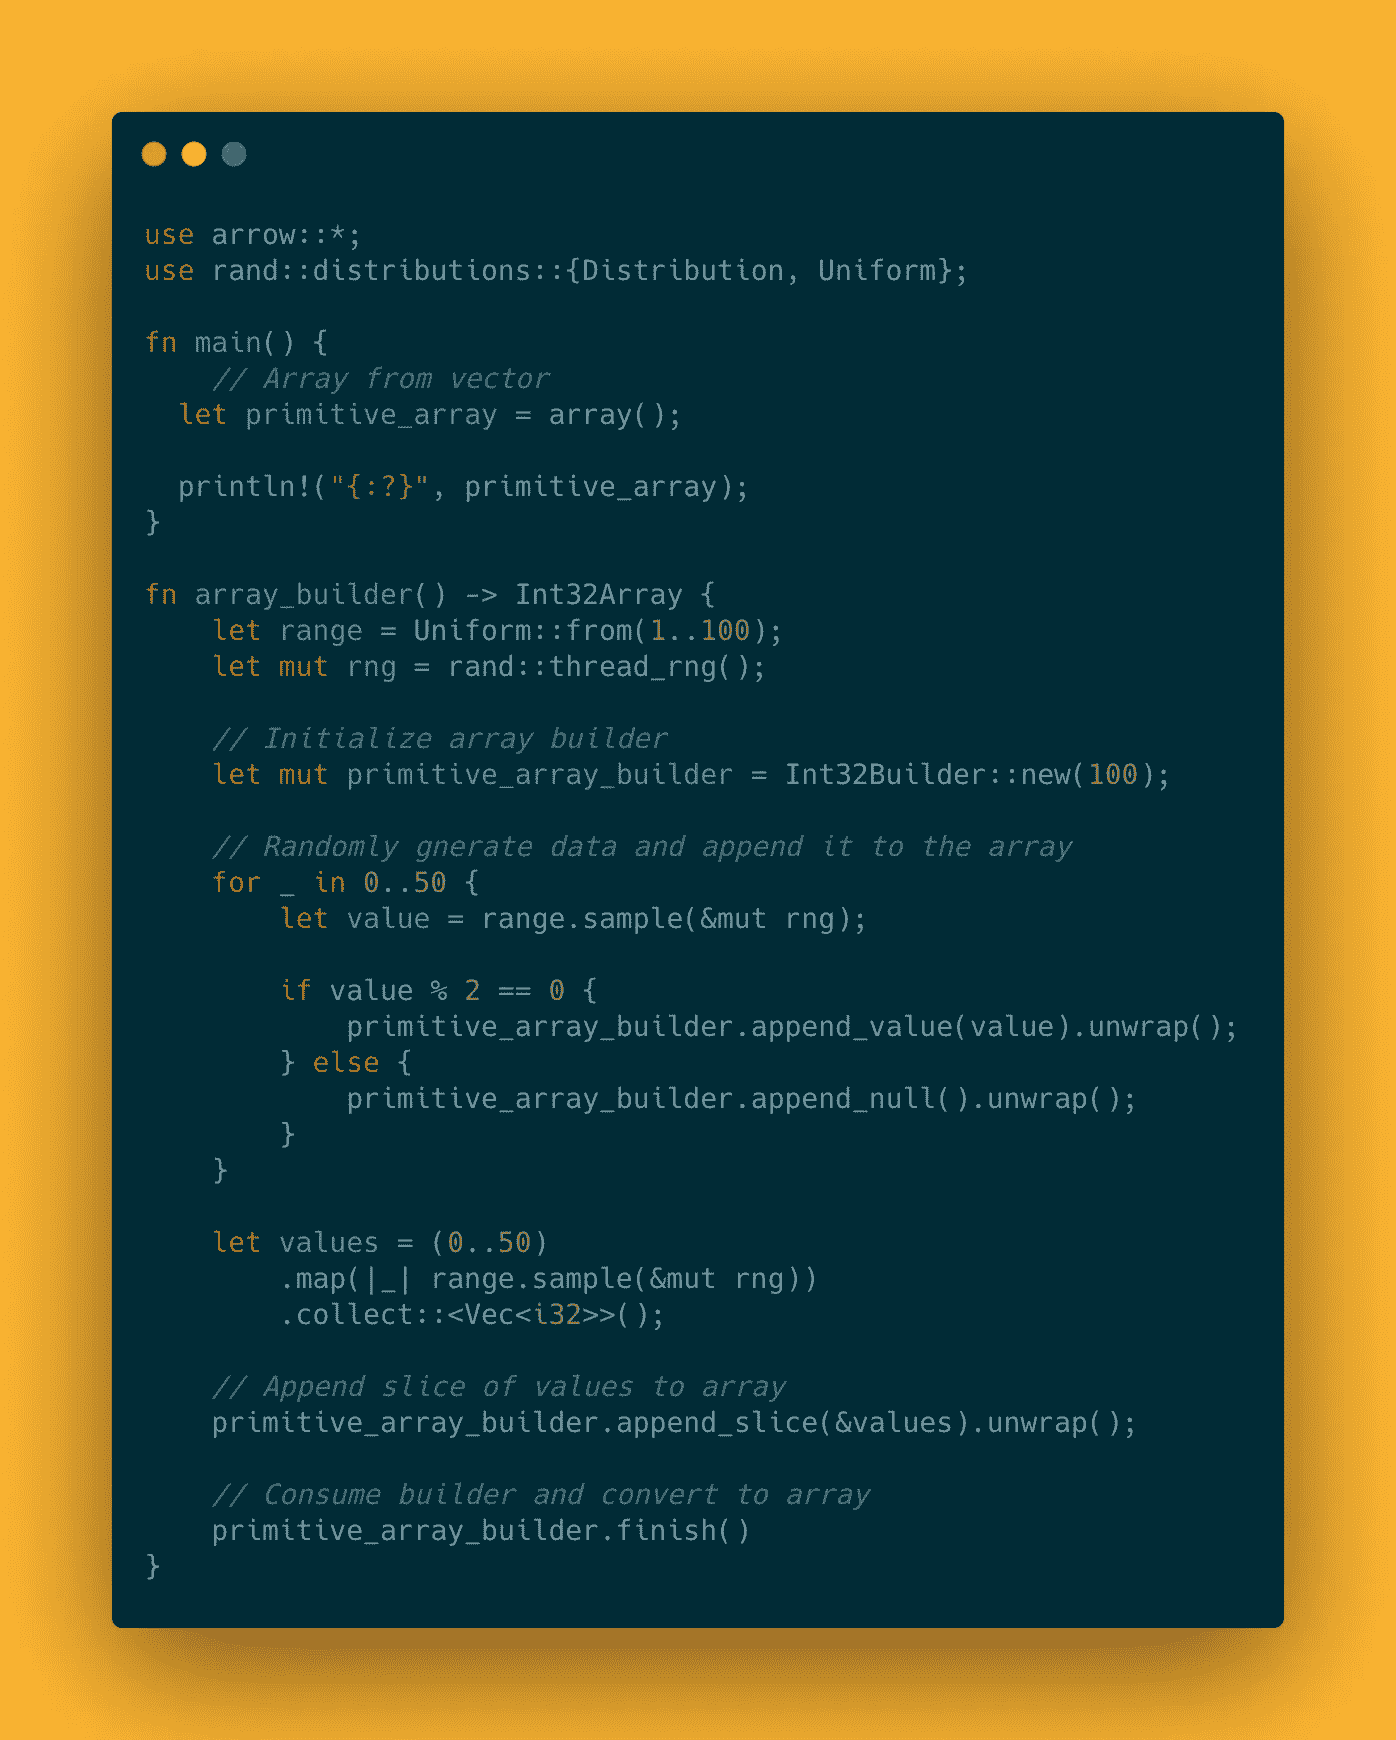 use arrow::*;
use rand::distributions::{Distribution, Uniform};
fn main() {
    // Array from vector
  let primitive_array = array();
  println!("{:?}", primitive_array);
}
fn array_builder() -> Int32Array {
    let range = Uniform::from(1..100);
    let mut rng = rand::thread_rng();
    // Initialize array builder
    let mut primitive_array_builder = Int32Builder::new(100);
    // Randomly gnerate data and append it to the array
    for _ in 0..50 {
        let value = range.sample(&mut rng);
        if value % 2 == 0 {
            primitive_array_builder.append_value(value).unwrap();
        } else {
            primitive_array_builder.append_null().unwrap();
        }
    }
    let values = (0..50)
        .map(|_| range.sample(&mut rng))
        .collect::<Vec<i32>>();
    // Append slice of values to array
    primitive_array_builder.append_slice(&values).unwrap();
    // Consume builder and convert to array
    primitive_array_builder.finish()
}